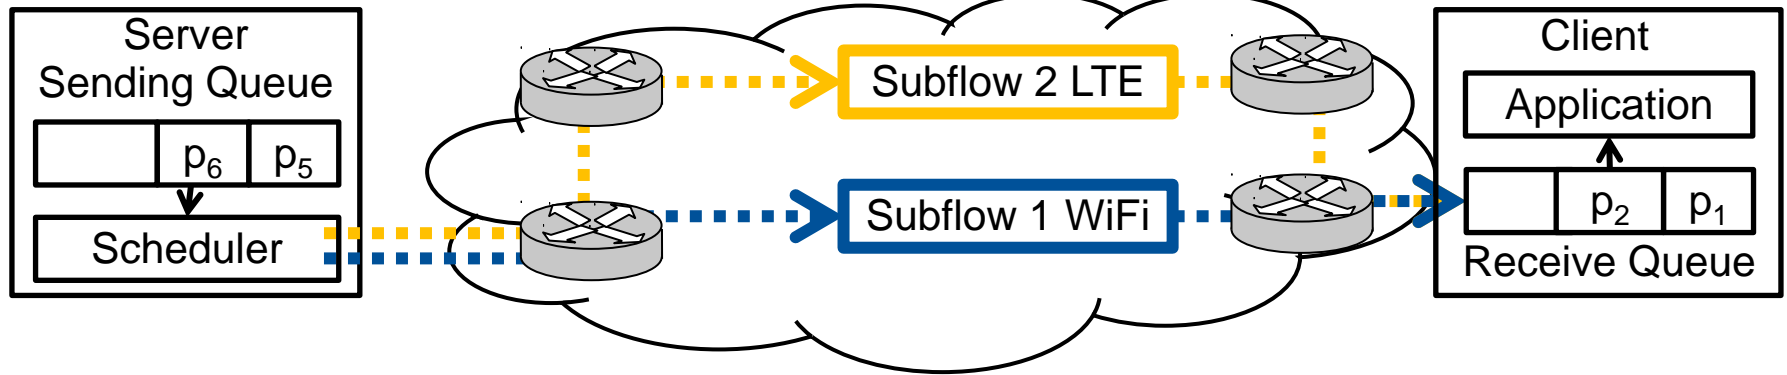 Server
Sending Queue
p6 p5
Scheduler
Subflow 2 LTE
Subflow 1 WiFi
Client
Application
p2 p1
Receive Queue